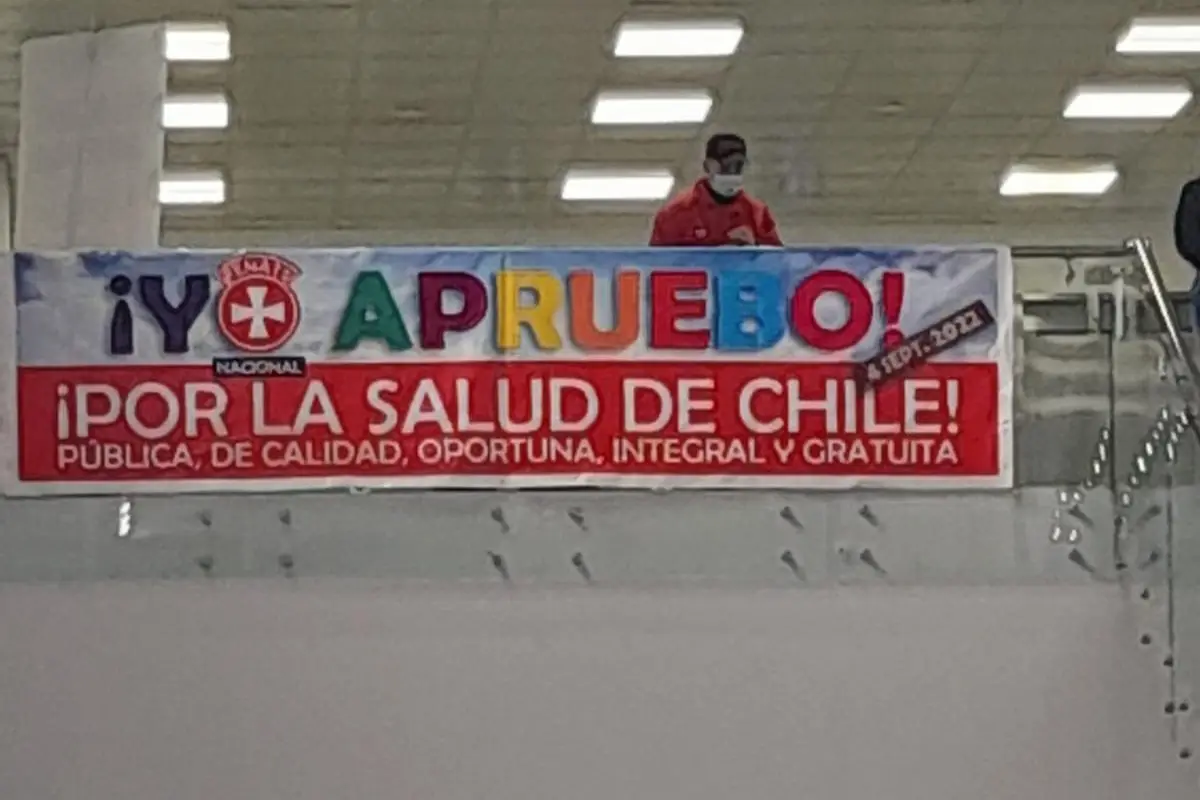 ¡YO APRUEBO!
FENATS
NACIONAL
4 SEPT. 2022
¡POR LA SALUD DE CHILE!
PÚBLICA, DE CALIDAD, OPORTUNA, INTEGRAL Y GRATUITA